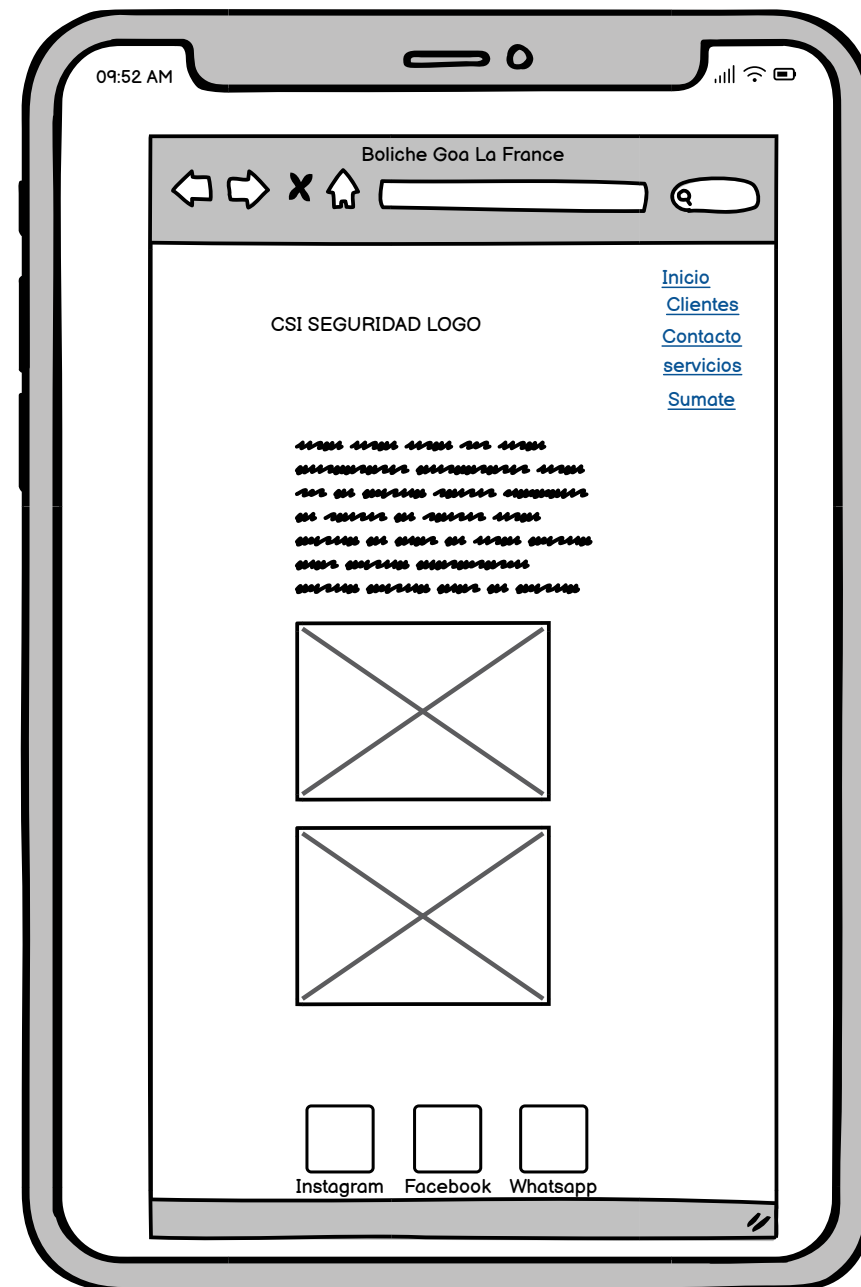 09:52 AM
Boliche Goa La France
Inicio
Clientes
CSI SEGURIDAD LOGO
Contacto
servicios
Sumate
Instagram Facebook Whatsapp